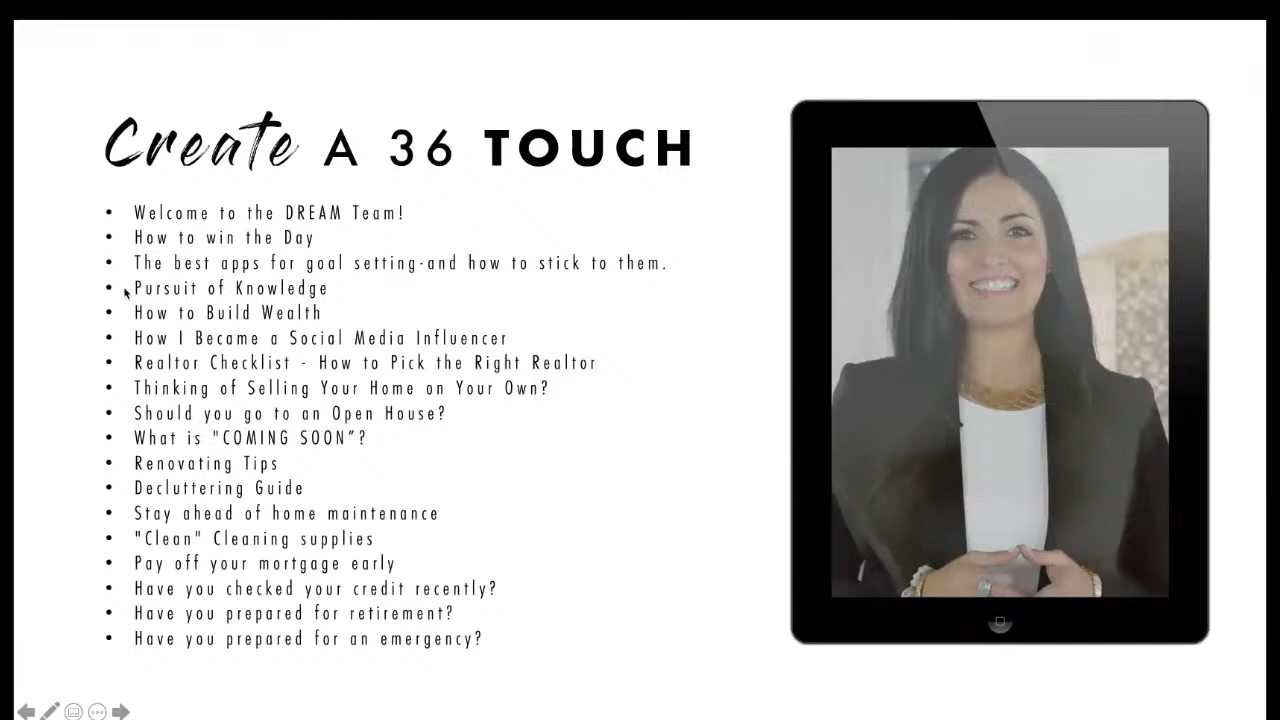 Create A 36 TOUCH
• Welcome to the DREAM Team!
• How to win the Day
• The best apps for goal setting-and how to stick to them.
• Pursuit of Knowledge
• How to Build Wealth
• How I Became a Social Media Influencer
• Realtor Checklist - How to Pick the Right Realtor
• Thinking of Selling Your Home on Your Own?
• Should you go to an Open House?
• What is "COMING SOON”?
• Renovating Tips
• Decluttering Guide
• Stay ahead of home maintenance
• "Clean" Cleaning supplies
• Pay off your mortgage early
• Have you checked your credit recently?
• Have you prepared for retirement?
• Have you prepared for an emergency?